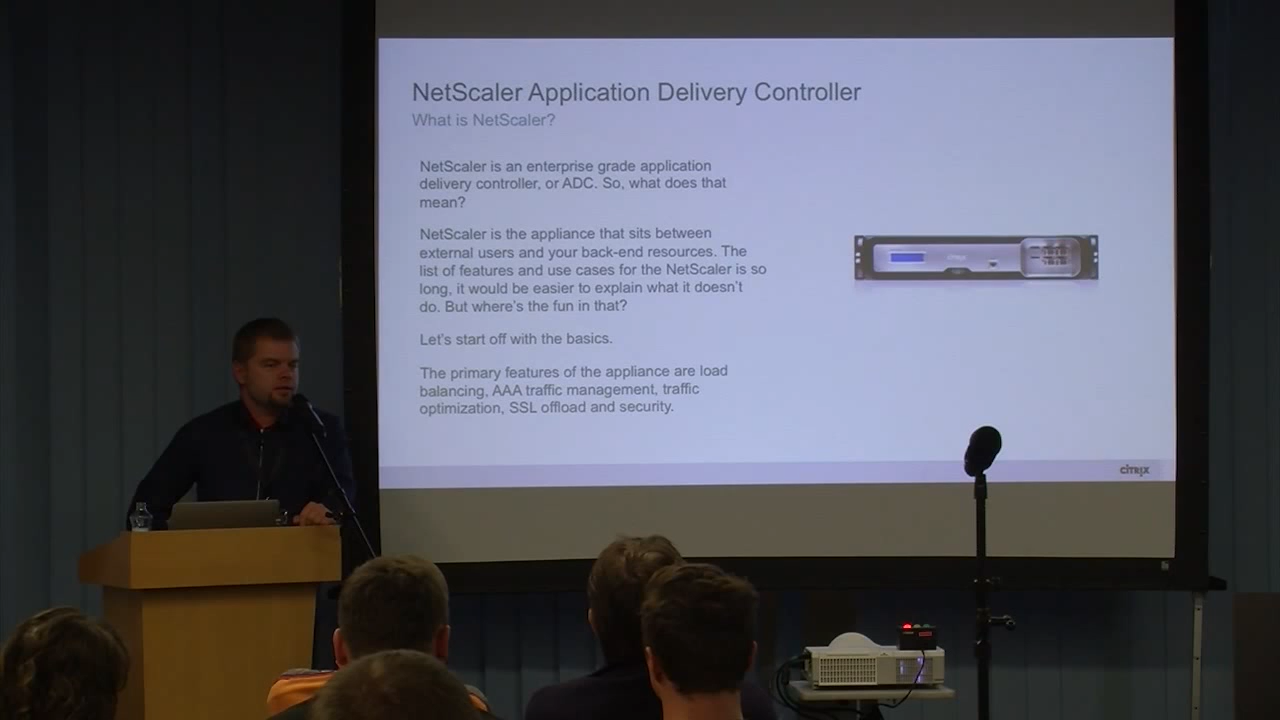 NetScaler Application Delivery Controller
What is NetScaler?
NetScaler is an enterprise grade application
delivery controller, or ADC. So, what does that
mean?
NetScaler is the appliance that sits between
external users and your back-end resources. The
list of features and use cases for the NetScaler is so
long, it would be easier to explain what it doesn't
do. But where's the fun in that?
Let's start off with the basics.
The primary features of the appliance are load
balancing, AAA traffic management, traffic
optimization, SSL offload and security.
CITRIX
CITRIX